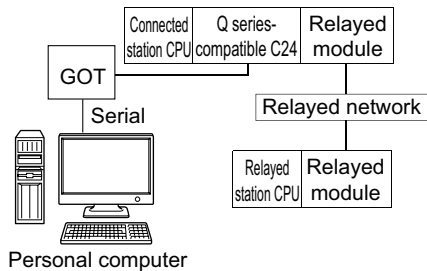 Connected
station CPU
Q series-
compatible C24
Relayed
module
GOT
Serial
Relayed network
Relayed
station CPU
Relayed
module
Personal computer